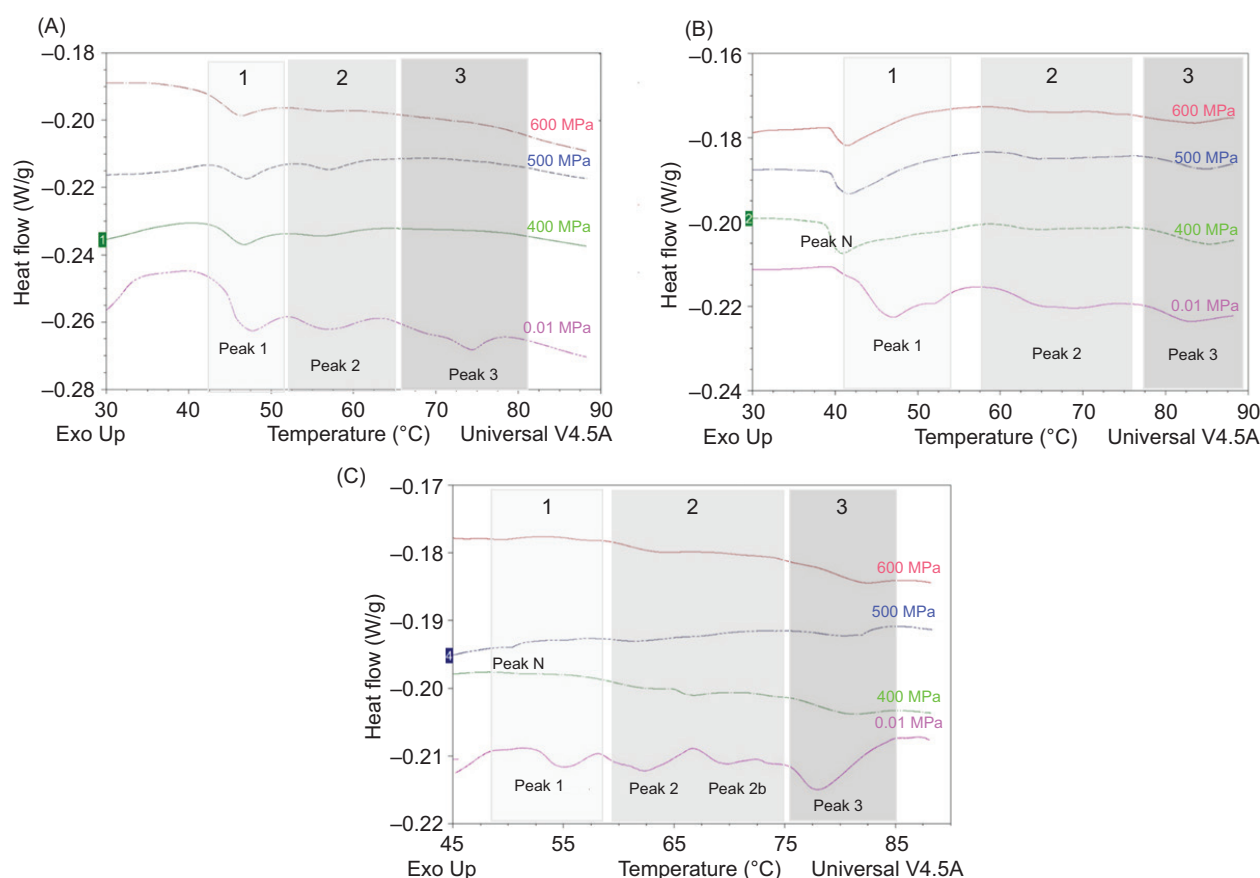 (A)
–0.18
–0.20
–0.22
–0.24
–0.26
–0.28
Heat flow (W/g)
1
2
3
600 MPa
500 MPa
400 MPa
0.01 MPa
1
Peak 1
Peak 2
Peak 3
30 40 50 60 70 80 90
Exo Up Temperature (°C) Universal V4.5A
(B)
–0.16
–0.18
–0.20
–0.22
–0.24
Heat flow (W/g)
1
2
3
600 MPa
500 MPa
400 MPa
0.01 MPa
2
Peak N
Peak 1
Peak 2
Peak 3
30 40 50 60 70 80 90
Exo Up Temperature (°C) Universal V4.5A
(C)
–0.17
–0.18
–0.19
–0.20
–0.21
–0.22
Heat flow (W/g)
1
2
3
600 MPa
500 MPa
400 MPa
0.01 MPa
4
Peak N
Peak 1
Peak 2
Peak 2b
Peak 3
45 55 65 75 85
Exo Up Temperature (°C) Universal V4.5A